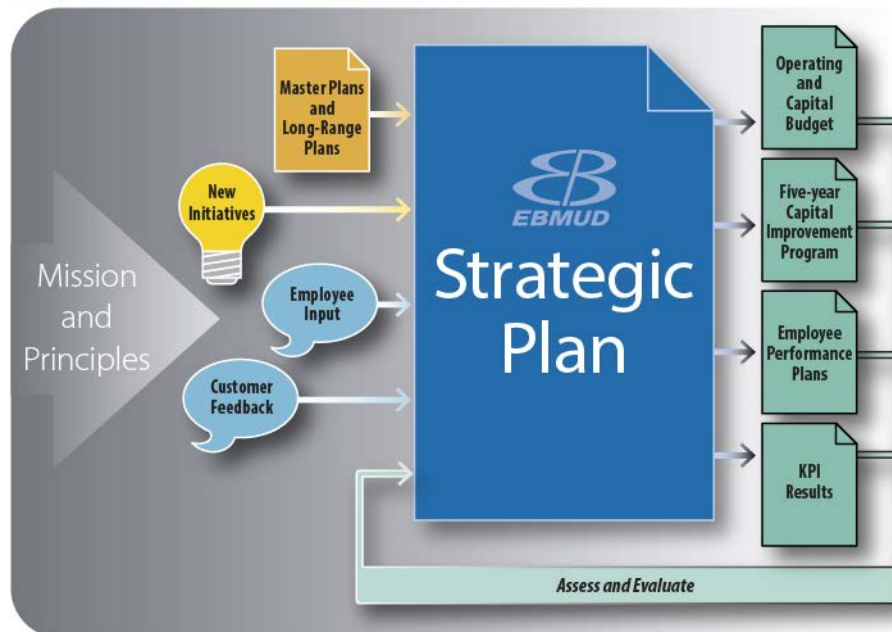 Master Plans
and
Long-Range
Plans
New
Initiatives
Mission
and
Principles
Employee
Input
Customer
Feedback
EBMUD
Strategic
Plan
Operating
and
Capital
Budget
Five-year
Capital
Improvement
Program
Employee
Performance
Plans
KPI
Results
Assess and Evaluate